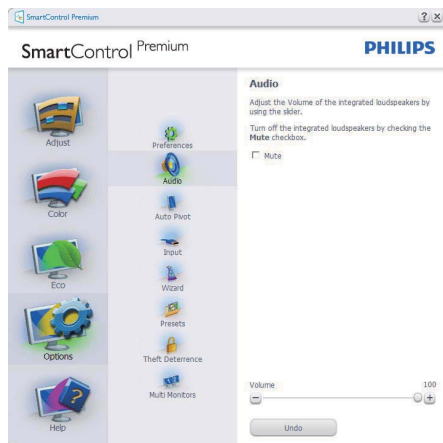 SmartControl Premium
SmartControl Premium
PHILIPS
Adjust
Color
Eco
Options
Help
Preferences
Audio
Auto Pivot
Input
Wizard
Presets
Theft Deterrence
Multi Monitors
Audio
Adjust the Volume of the integrated loudspeakers by
using the slider.
Turn off the integrated loudspeakers by checking the
Mute checkbox.
Mute
Volume 100
Undo